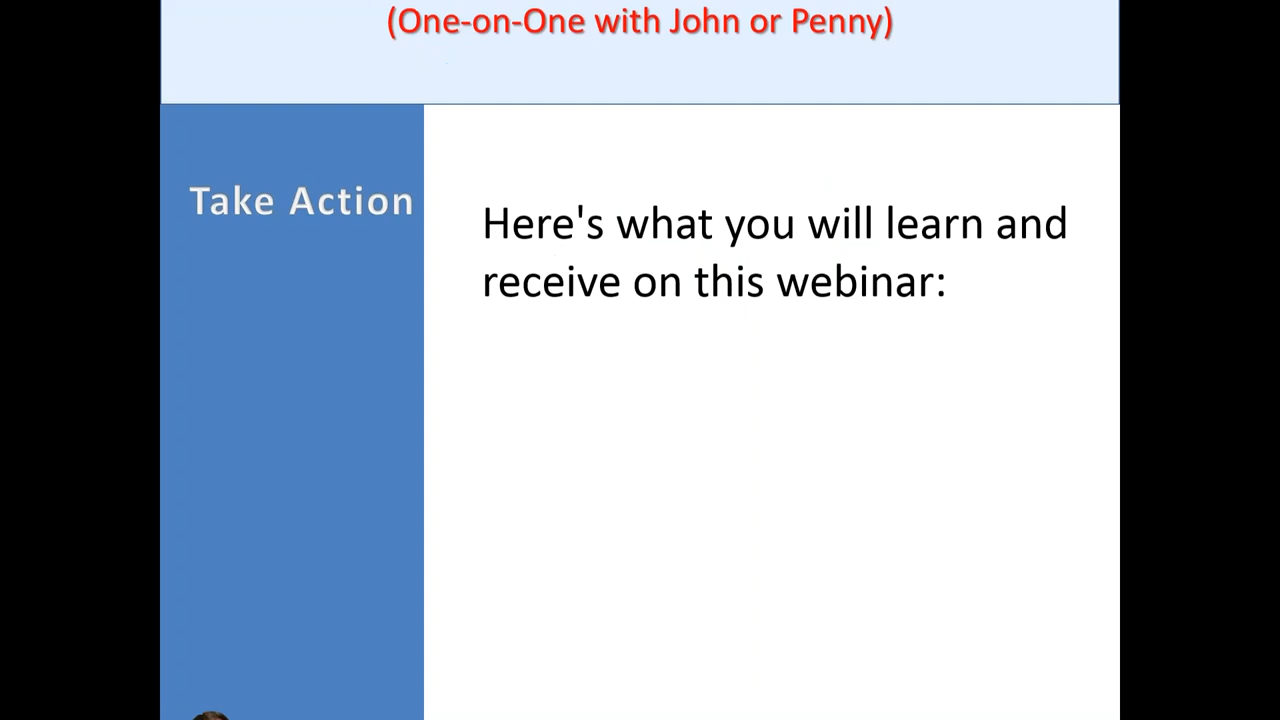 (One-on-One with John or Penny)
Take Action
Here's what you will learn and
receive on this webinar: